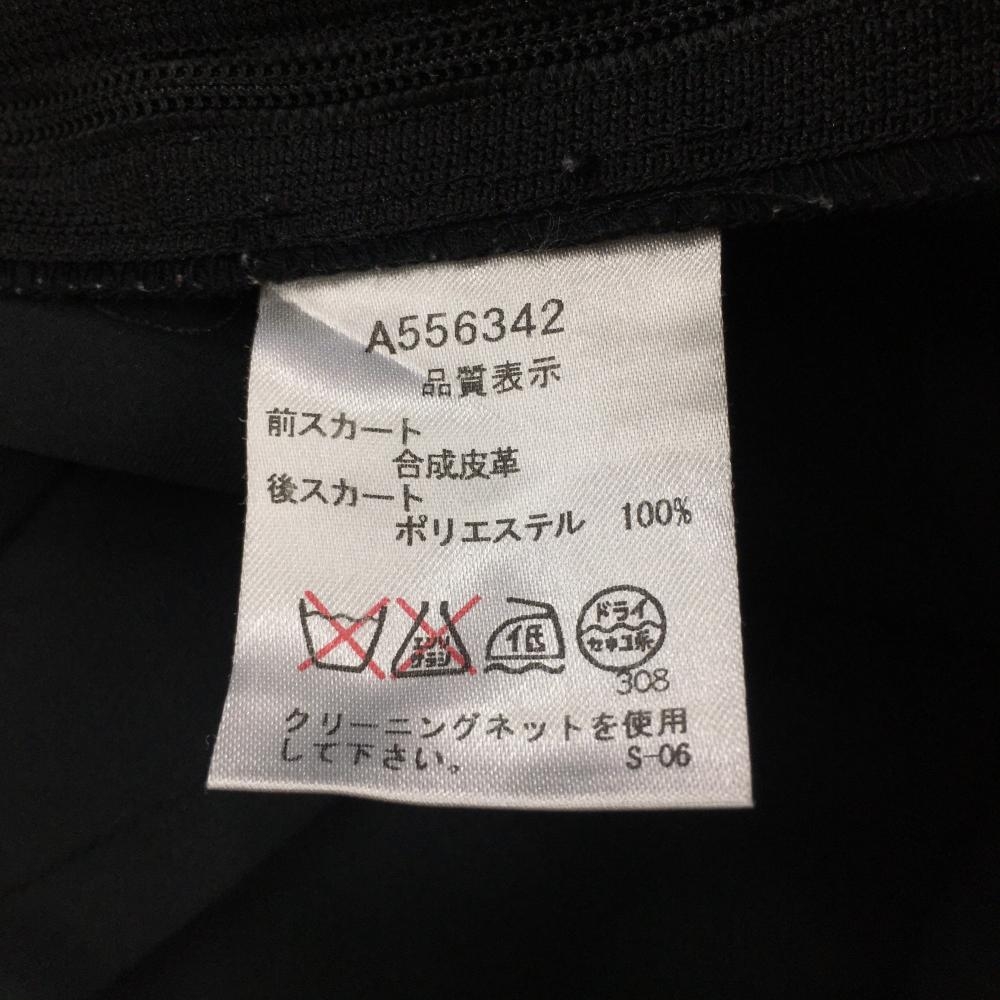 A556342
品質表示
前スカート
合成皮革
後スカート
ポリエステル 100%
エンソ サラシ 低 ドライ セキユ系
308
クリーニングネットを使用
して下さい。
S-06